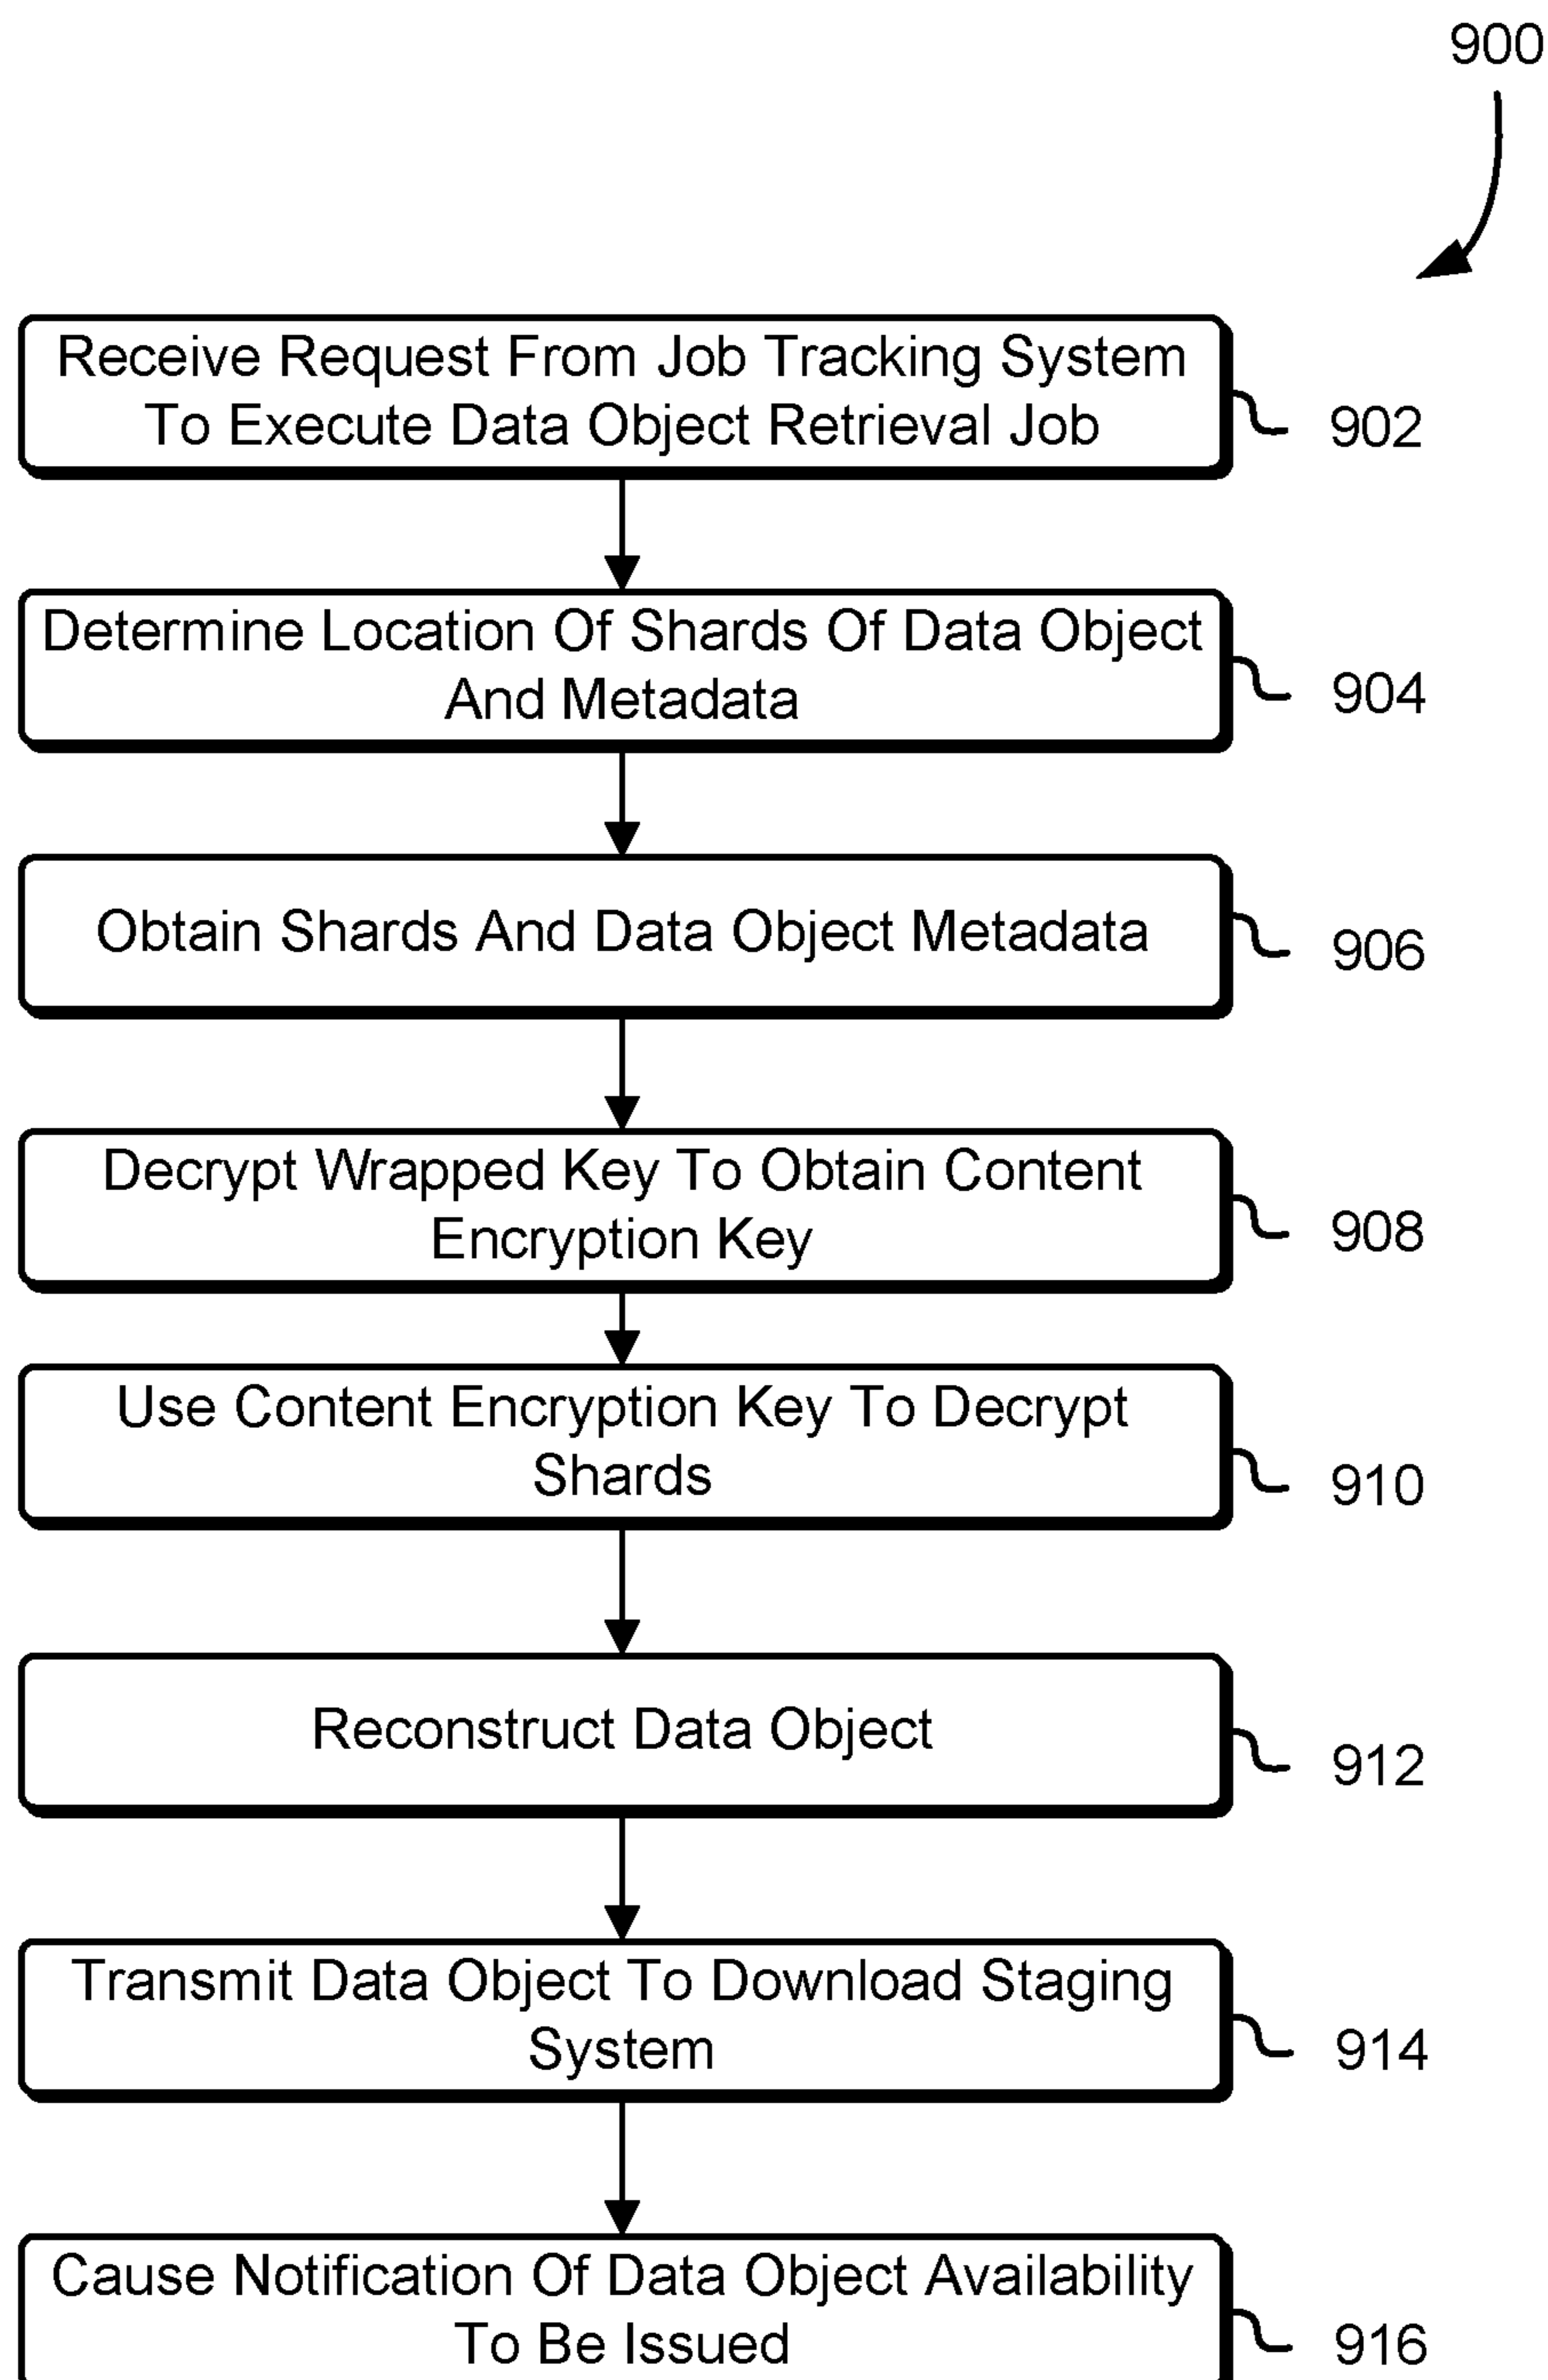 900
Receive Request From Job Tracking System
To Execute Data Object Retrieval Job
902
Determine Location Of Shards Of Data Object
And Metadata
904
Obtain Shards And Data Object Metadata
906
Decrypt Wrapped Key To Obtain Content
Encryption Key
908
Use Content Encryption Key To Decrypt
Shards
910
Reconstruct Data Object
912
Transmit Data Object To Download Staging
System
914
Cause Notification Of Data Object Availability
To Be Issued
916